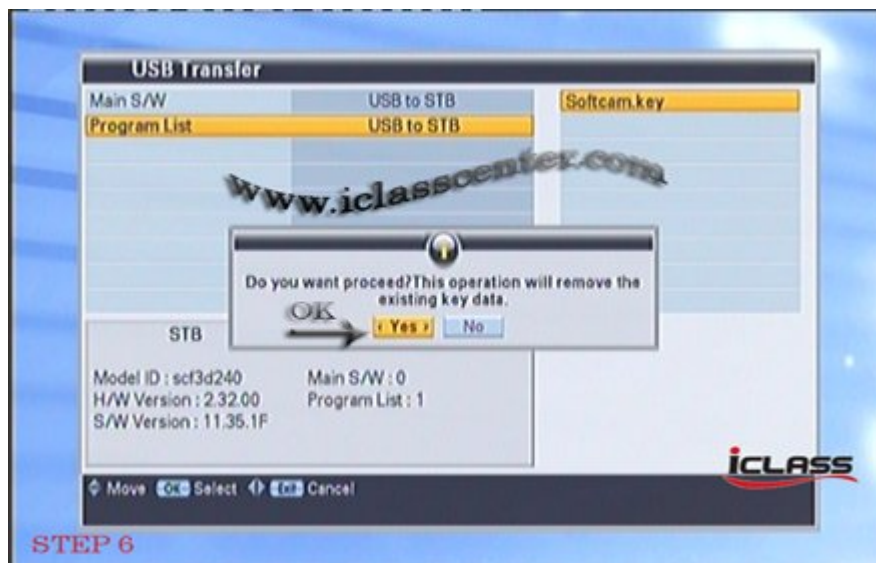 USB Transfer
Main S/W USB to STB
Program List USB to STB
Softcam.key
www.iclasscenter.com
Do you want proceed?This operation will remove the
existing key data.
OK
Yes No
STB
Model ID : scf3d240
H/W Version : 2.32.00
S/W Version : 11.35.1F
Main S/W : 0
Program List : 1
iCLASS
Move OK Select Exit Cancel
STEP 6